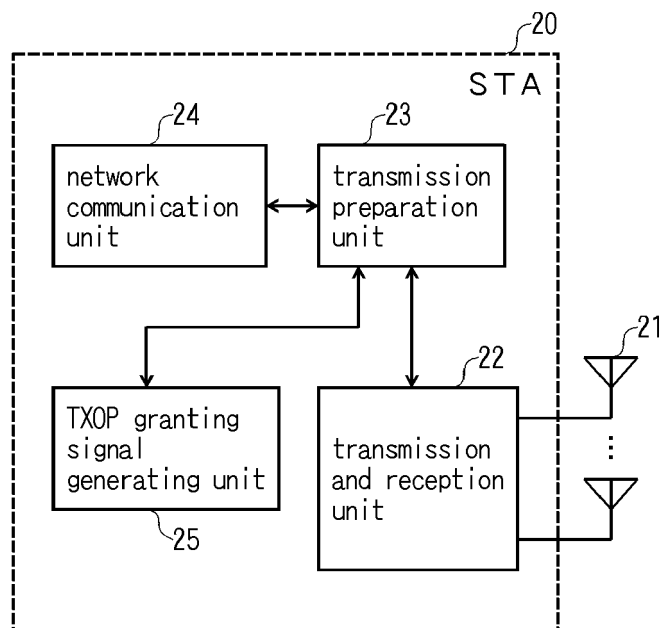 20
STA
24
23
network
communication
unit
transmission
preparation
unit
21
22
TXOP granting
signal
generating unit
transmission
and reception
unit
25